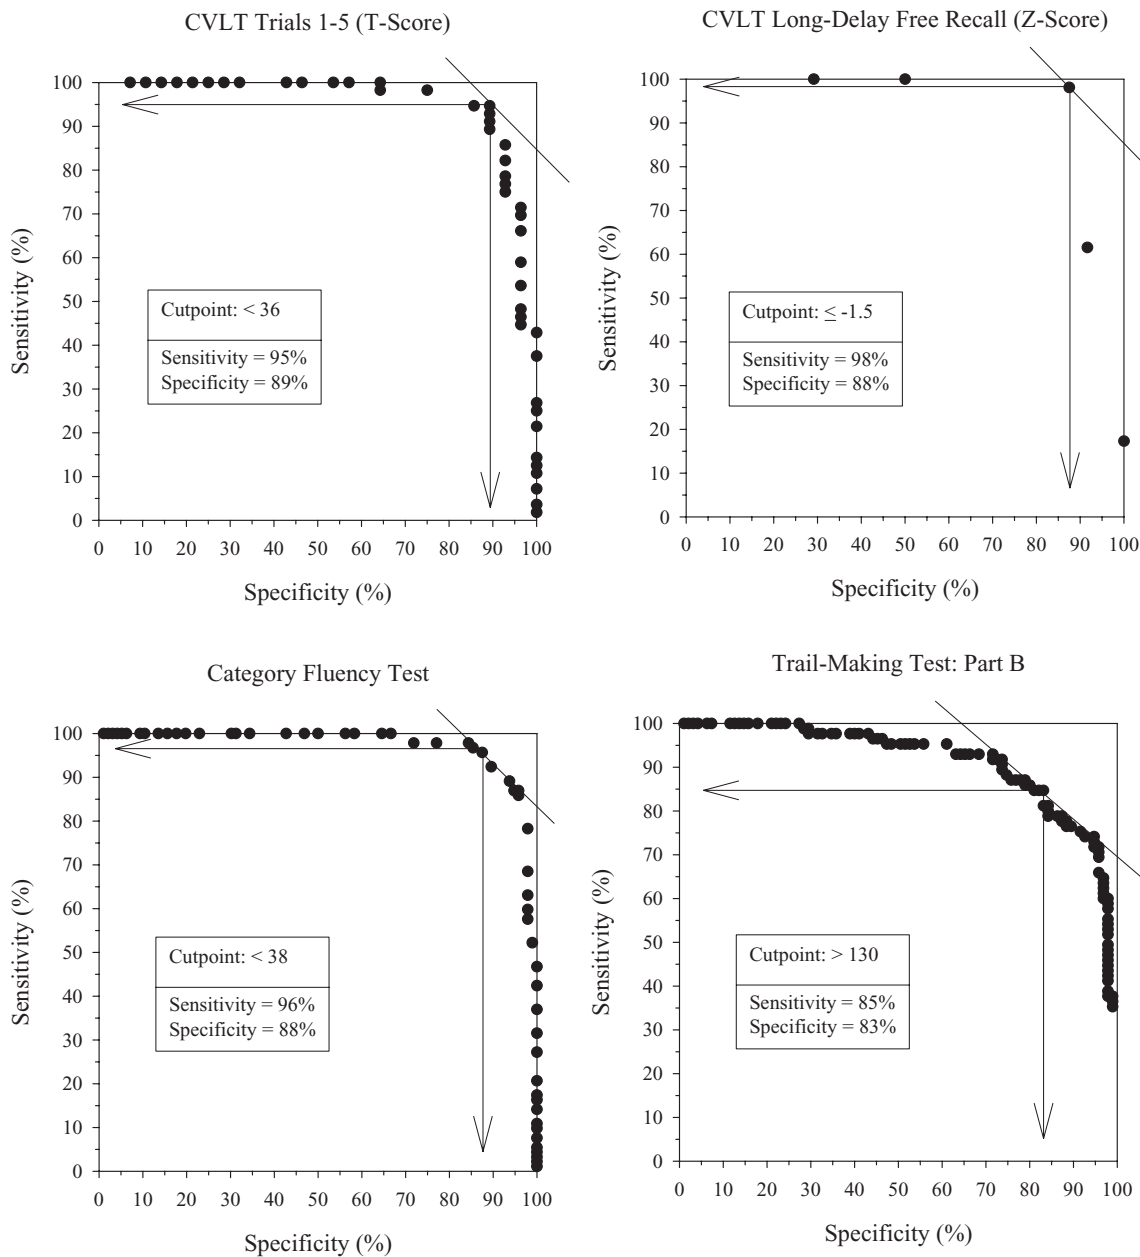 CVLT Trials 1-5 (T-Score)
100
90
80
70
60
50
40
30
20
10
0
Sensitivity (%)
Cutpoint: < 36
Sensitivity = 95%
Specificity = 89%
0 10 20 30 40 50 60 70 80 90 100
Specificity (%)
CVLT Long-Delay Free Recall (Z-Score)
100
90
80
70
60
50
40
30
20
10
0
Sensitivity (%)
Cutpoint: ≤ -1.5
Sensitivity = 98%
Specificity = 88%
0 10 20 30 40 50 60 70 80 90 100
Specificity (%)
Category Fluency Test
100
90
80
70
60
50
40
30
20
10
0
Sensitivity (%)
Cutpoint: < 38
Sensitivity = 96%
Specificity = 88%
0 10 20 30 40 50 60 70 80 90 100
Specificity (%)
Trail-Making Test: Part B
100
90
80
70
60
50
40
30
20
10
0
Sensitivity (%)
Cutpoint: > 130
Sensitivity = 85%
Specificity = 83%
0 10 20 30 40 50 60 70 80 90 100
Specificity (%)